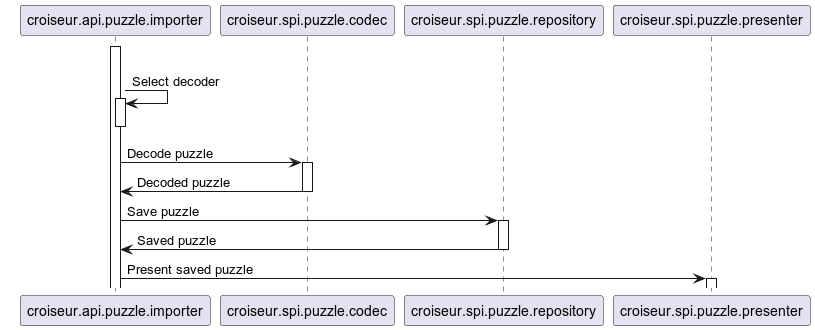 croiseur.api.puzzle.importer
croiseur.spi.puzzle.codec
croiseur.spi.puzzle.repository
croiseur.spi.puzzle.presenter
Select decoder
Decode puzzle
Decoded puzzle
Save puzzle
Saved puzzle
Present saved puzzle
croiseur.api.puzzle.importer
croiseur.spi.puzzle.codec
croiseur.spi.puzzle.repository
croiseur.spi.puzzle.presenter